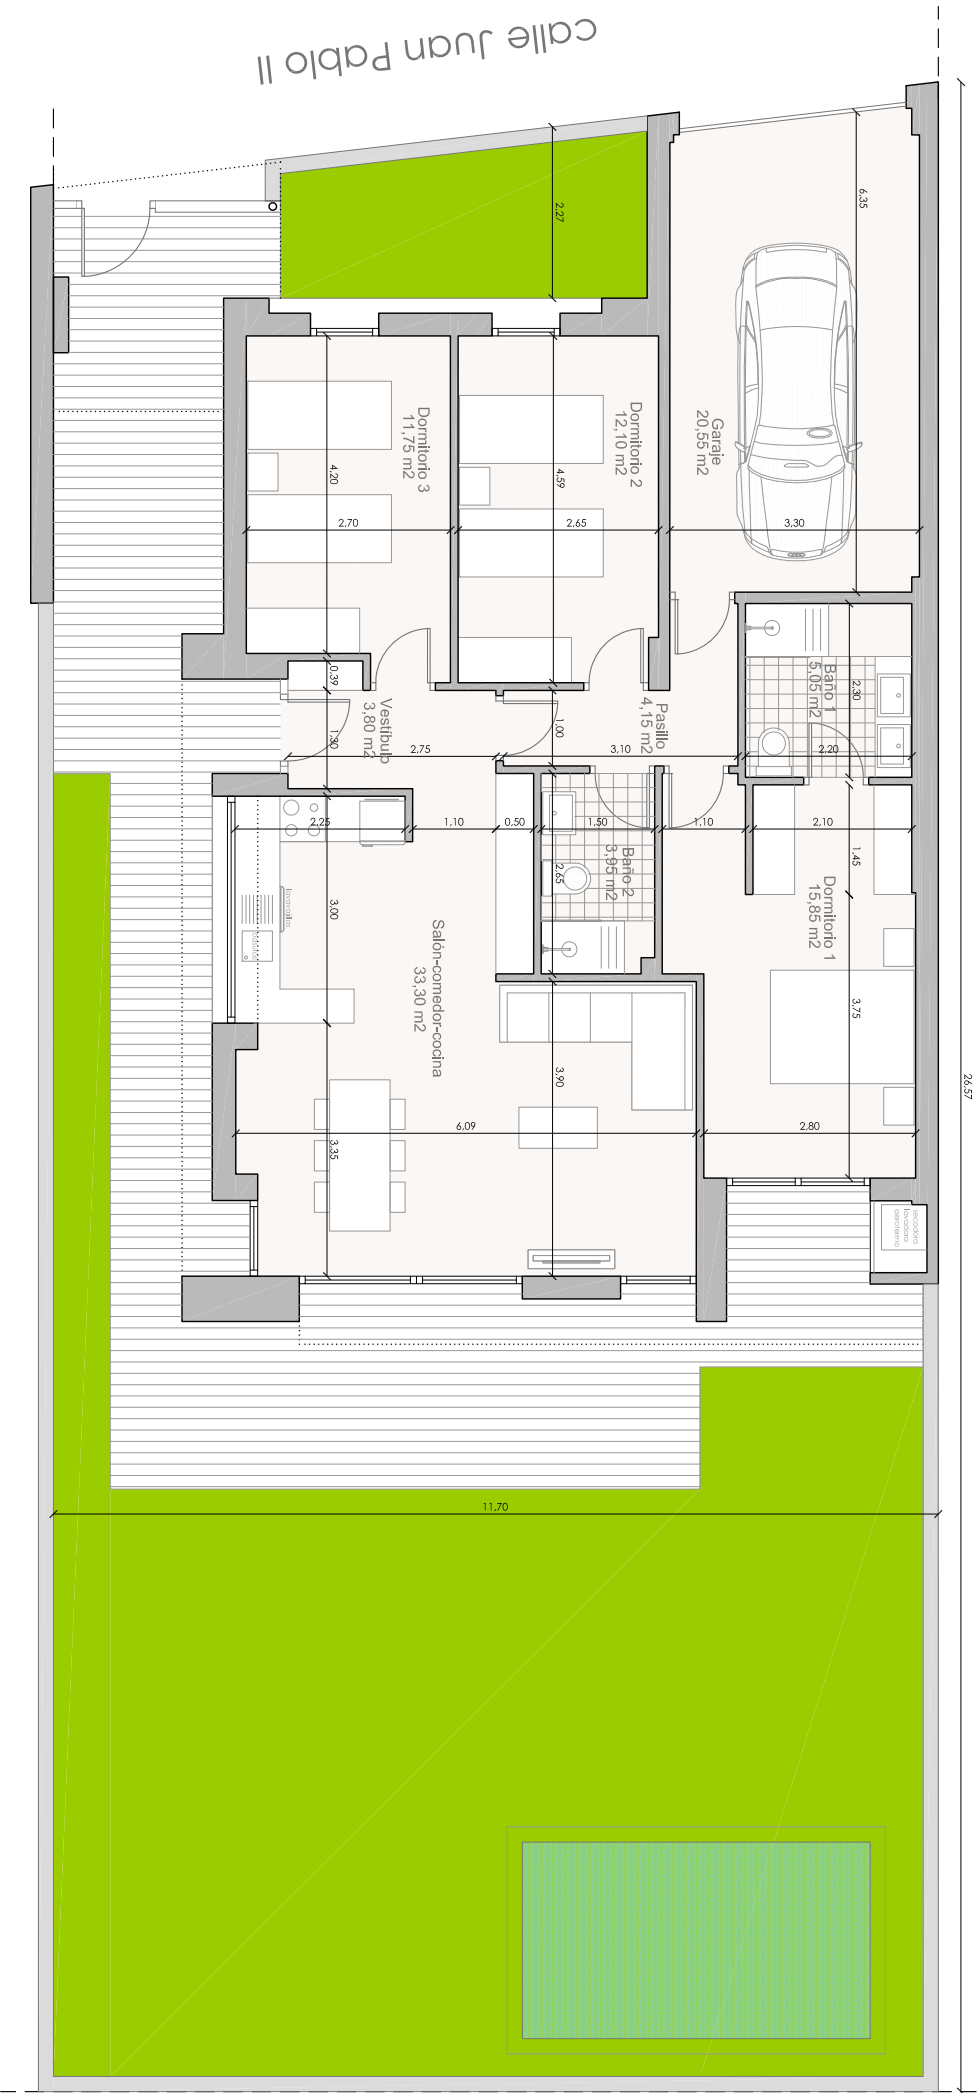 calle Juan Pablo II
2,27
6,35
Dormitorio 3
11,75 m2
Dormitorio 2
12,10 m2
Garaje
20,55 m2
4,20
4,59
2,70
2,65
3,30
0,39
1,30
Vestíbulo
3,80 m2
1,00
Pasillo
4,15 m2
Baño 1
5,05 m2
2,30
2,75
3,10
2,20
2,25
1,10
0,50
1,50
1,10
2,10
1,45
Baño 2
3,95 m2
2,65
lavavajillas
3,00
Salón-comedor-cocina
33,30 m2
Dormitorio 1
15,85 m2
3,75
3,90
26,57
6,09
2,80
3,35
secadora
lavadora
aerotermo
11,70